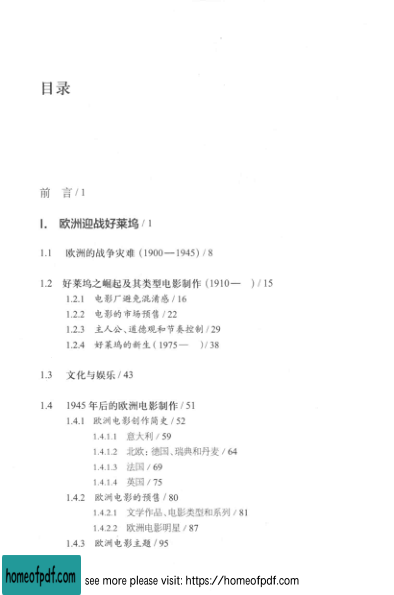 目录
前 言 / 1
I. 欧洲迎战好莱坞 / 1
1.1 欧洲的战争灾难(1900—1945) / 8
1.2 好莱坞之崛起及其类型电影制作(1910— ) / 15
1.2.1 电影厂避免混淆感 / 16
1.2.2 电影的市场预售 / 22
1.2.3 主人公、道德观和节奏控制 / 29
1.2.4 好莱坞的新生(1975— ) / 38
1.3 文化与娱乐 / 43
1.4 1945年后的欧洲电影制作 / 51
1.4.1 欧洲电影创作简史 / 52
1.4.1.1 意大利 / 59
1.4.1.2 北欧：德国、瑞典和丹麦 / 64
1.4.1.3 法国 / 69
1.4.1.4 英国 / 75
1.4.2 欧洲电影的预售 / 80
1.4.2.1 文学作品、电影类型和系列 / 81
1.4.2.2 欧洲电影明星 / 87
1.4.3 欧洲电影主题 / 95
homeofpdf.com see more please visit: https://homeofpdf.com